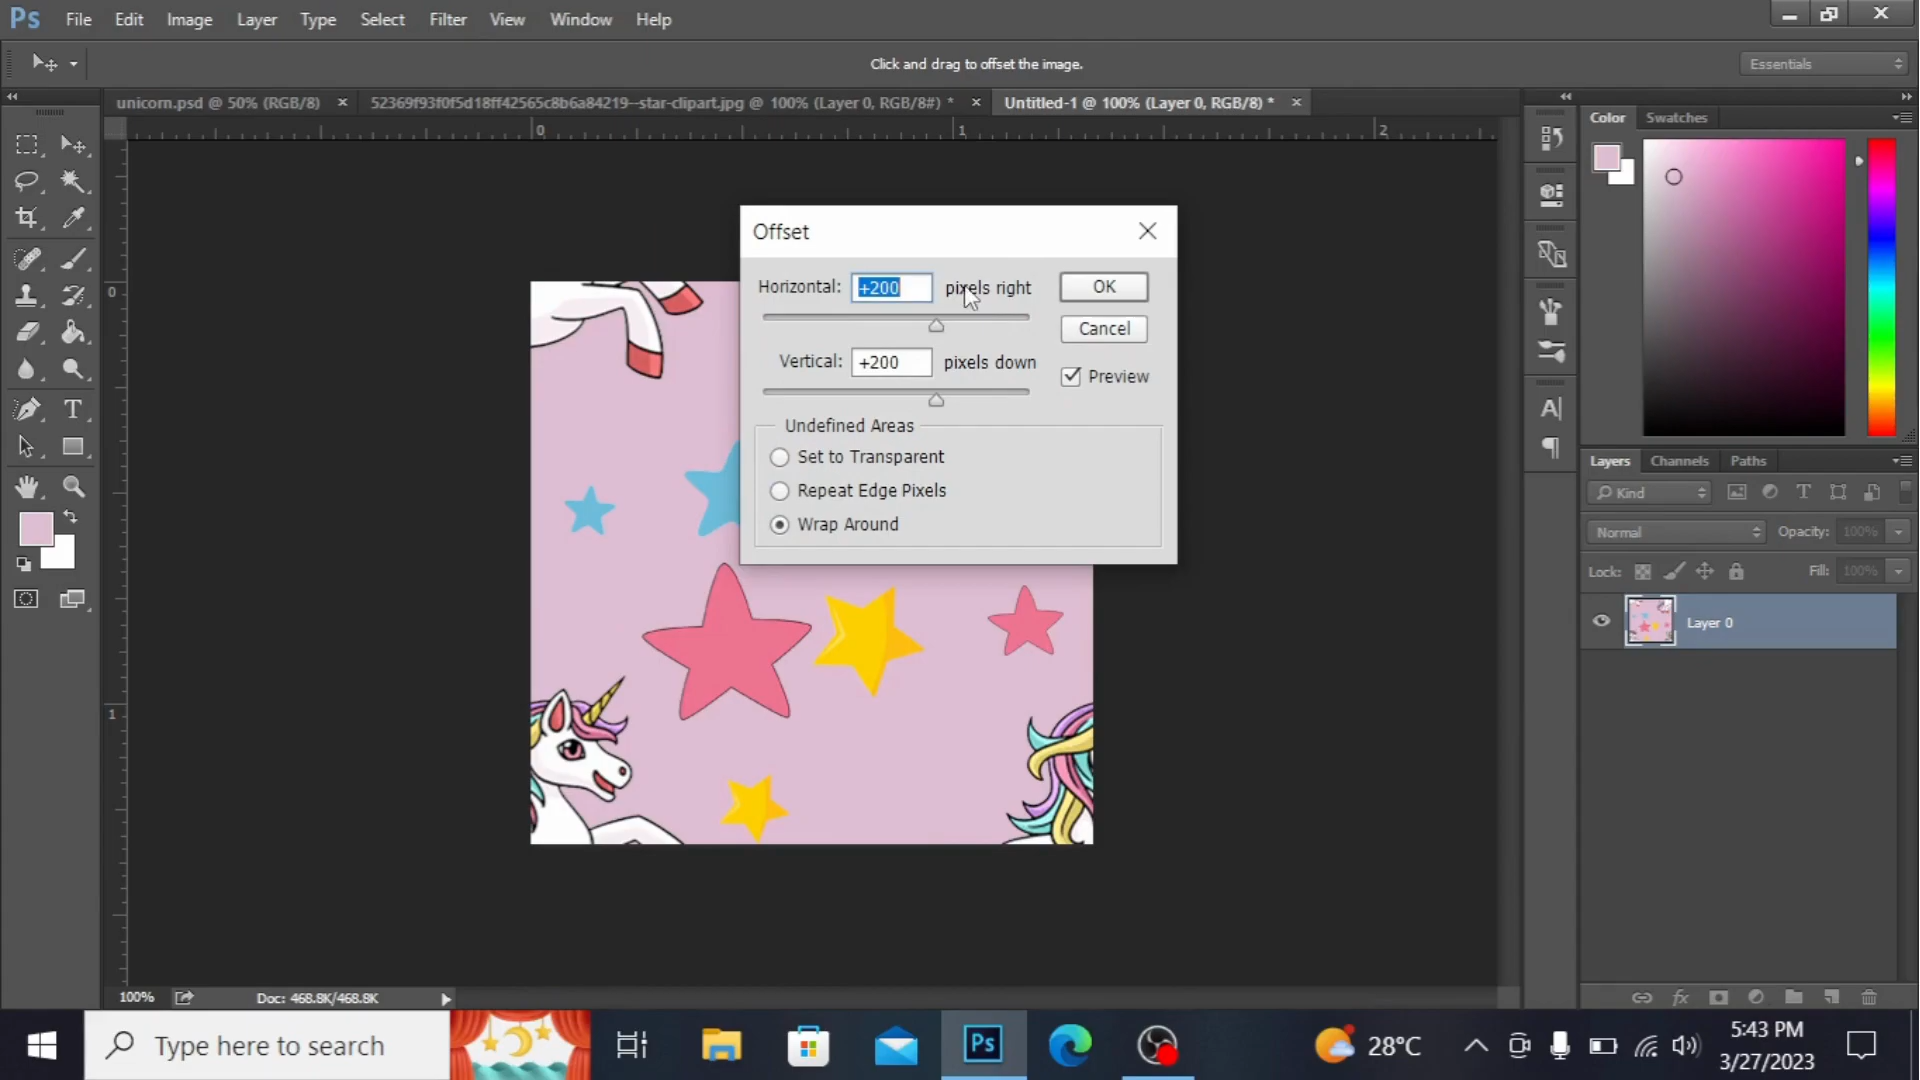 Ps File Edit Image Layer Type Select Filter View Window Help
Click and drag to offset the image.
Essentials
unicorn.psd @ 50% (RGB/8) × 52369f93f0f5d18ff42565c8b6a84219--star-clipart.jpg @ 100% (Layer 0, RGB/8#) * × Untitled-1 @ 100% (Layer 0, RGB/8) * ×
0 1 2
0
1
Color Swatches
Offset
Horizontal: +200 pixels right OK
Cancel
Vertical: +200 pixels down
Preview
Undefined Areas
Set to Transparent
Repeat Edge Pixels
Wrap Around
Layers Channels Paths
Kind
Normal Opacity: 100%
Lock: Fill: 100%
Layer 0
100% Doc: 468.8K/468.8K
Type here to search
Ps
28°C
5:43 PM
3/27/2023